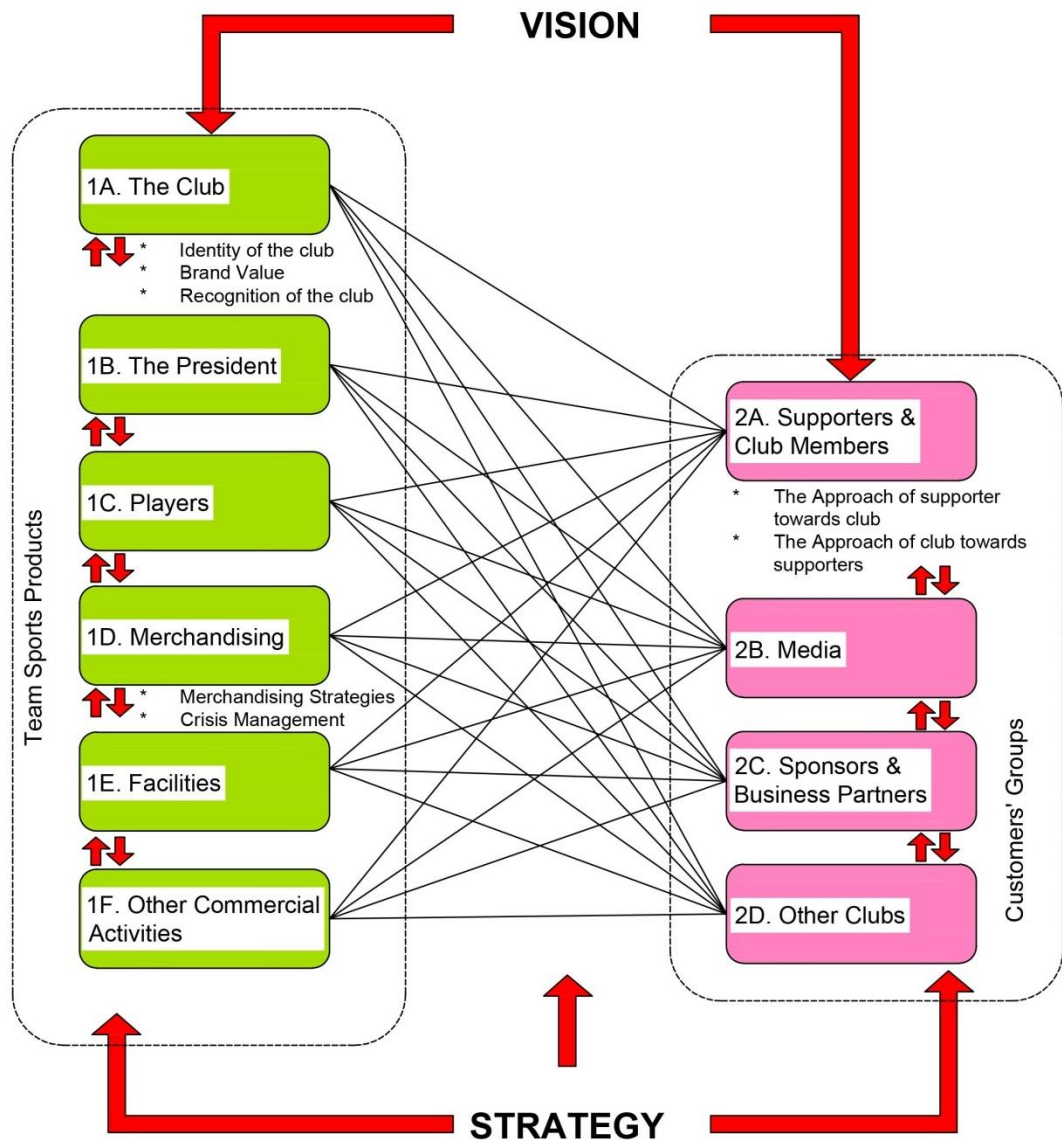 VISION
Team Sports Products
1A. The Club
* Identity of the club
* Brand Value
* Recognition of the club
1B. The President
1C. Players
1D. Merchandising
* Merchandising Strategies
* Crisis Management
1E. Facilities
1F. Other Commercial
Activities
2A. Supporters &
Club Members
* The Approach of supporter
towards club
* The Approach of club towards
supporters
2B. Media
2C. Sponsors &
Business Partners
2D. Other Clubs
Customers' Groups
STRATEGY